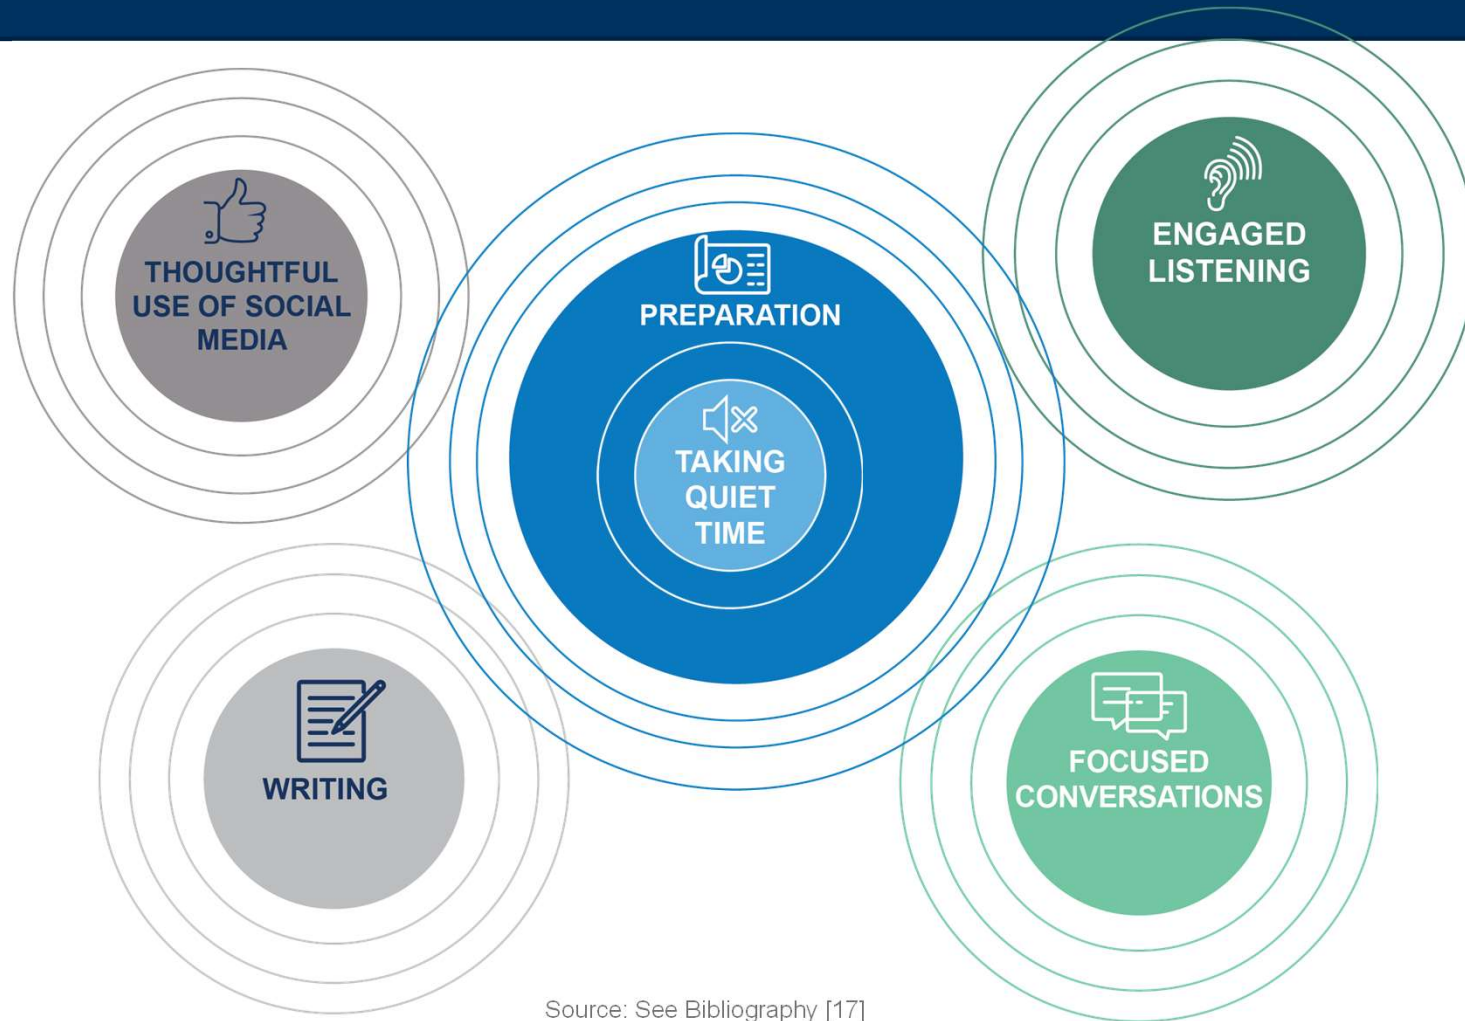 THOUGHTFUL
USE OF SOCIAL
MEDIA
PREPARATION
TAKING
QUIET
TIME
ENGAGED
LISTENING
WRITING
FOCUSED
CONVERSATIONS
Source: See Bibliography [17]